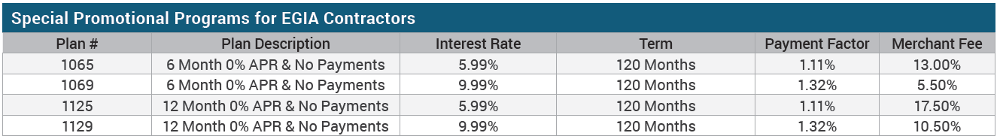 Special Promotional Programs for EGIA Contractors
Plan # Plan Description Interest Rate Term Payment Factor Merchant Fee
1065 6 Month 0% APR & No Payments 5.99% 120 Months 1.11% 13.00%
1069 6 Month 0% APR & No Payments 9.99% 120 Months 1.32% 5.50%
1125 12 Month 0% APR & No Payments 5.99% 120 Months 1.11% 17.50%
1129 12 Month 0% APR & No Payments 9.99% 120 Months 1.32% 10.50%